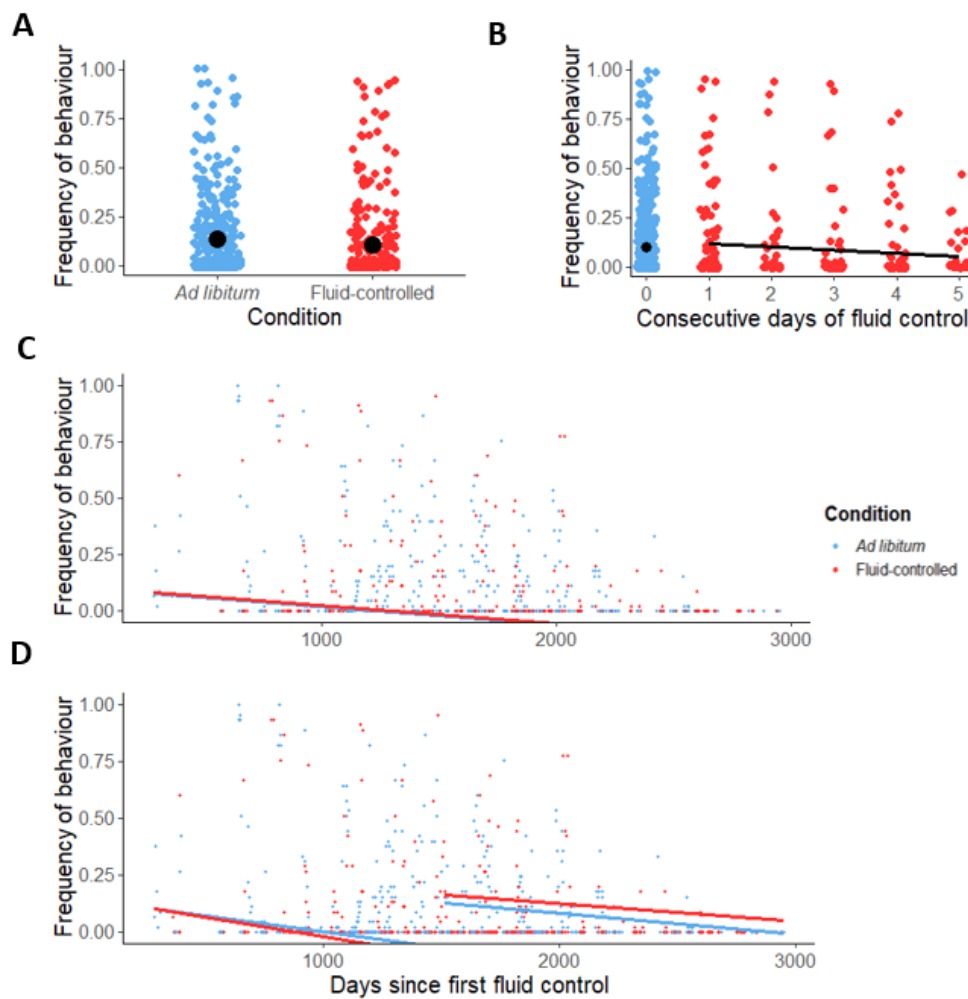 A
Frequency of behaviour
1.00
0.75
0.50
0.25
0.00
Ad libitum
Fluid-controlled
Condition
B
Frequency of behaviour
1.00
0.75
0.50
0.25
0.00
0 1 2 3 4 5
Consecutive days of fluid control
C
Frequency of behaviour
1.00
0.75
0.50
0.25
0.00
1000 2000 3000
Condition
Ad libitum
Fluid-controlled
D
Frequency of behaviour
1.00
0.75
0.50
0.25
0.00
1000 2000 3000
Days since first fluid control